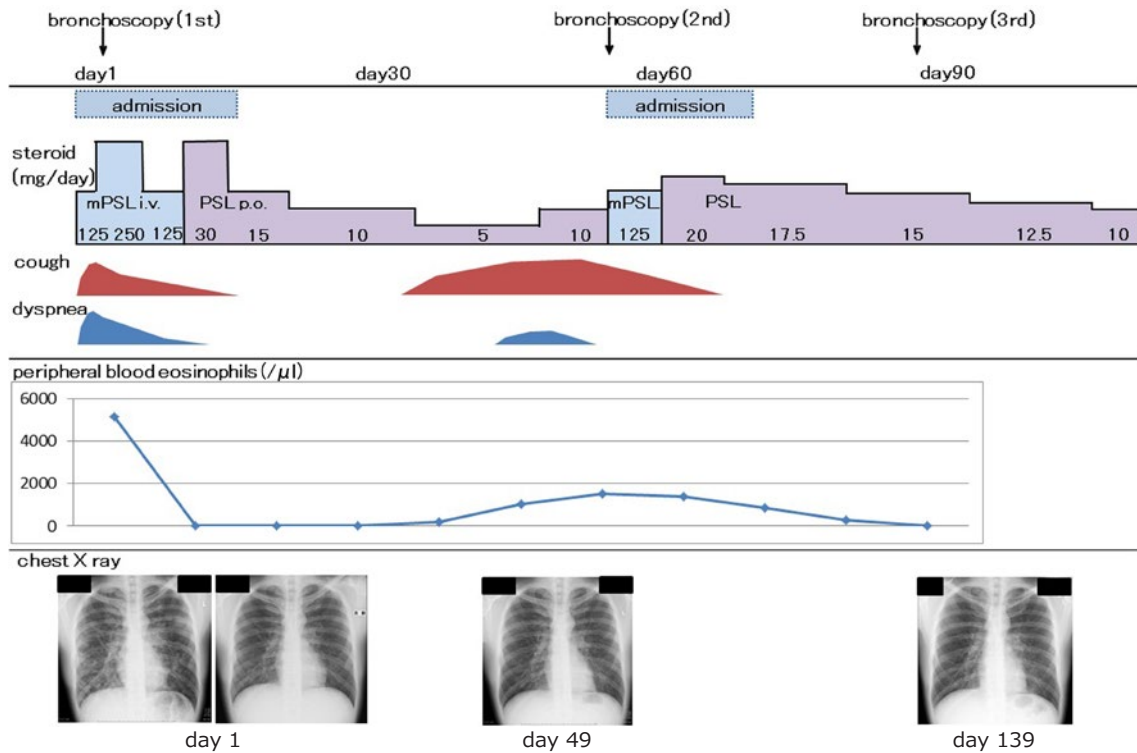 bronchoscopy(1st) bronchoscopy(2nd) bronchoscopy(3rd)
day1 day30 day60 day90
admission admission
steroid
(mg/day)
mPSL i.v. PSL p.o. mPSL PSL
125 250 125 30 15 10 5 10 125 20 17.5 15 12.5 10
cough
dyspnea
peripheral blood eosinophils(/μl)
6000
4000
2000
0
chest X ray
day 1 day 49 day 139